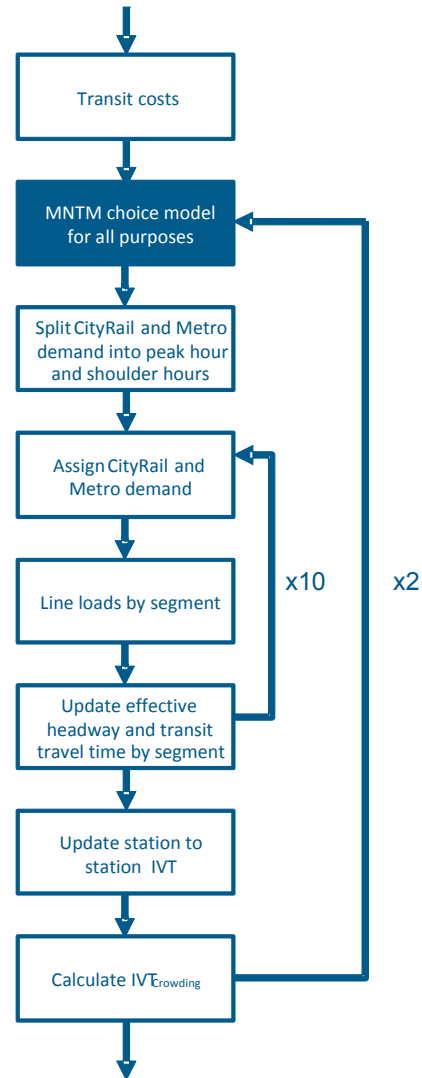 Transit costs
MNTM choice model
for all purposes
Split CityRail and Metro
demand into peak hour
and shoulder hours
Assign CityRail and
Metro demand
x10
x2
Line loads by segment
Update effective
headway and transit
travel time by segment
Update station to
station IVT
Calculate IVTCrowding